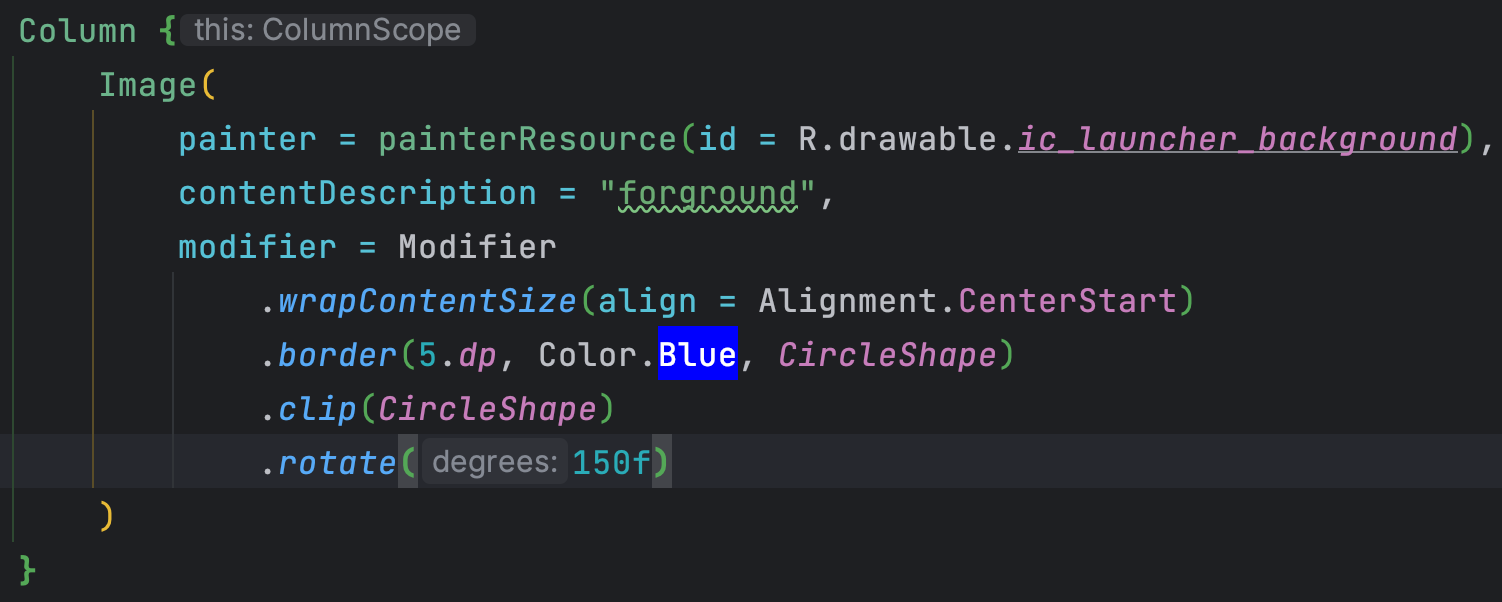 Column { this: ColumnScope
Image(
painter = painterResource(id = R.drawable.ic_launcher_background),
contentDescription = "forground",
modifier = Modifier
.wrapContentSize(align = Alignment.CenterStart)
.border(5.dp, Color.Blue, CircleShape)
.clip(CircleShape)
.rotate( degrees: 150f)
)
}